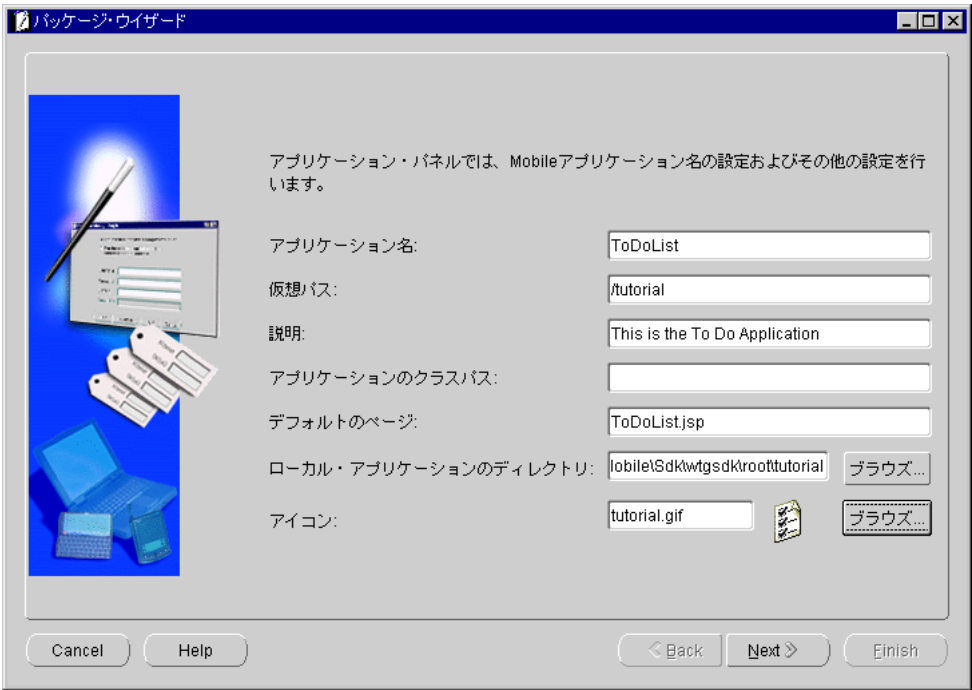 パッケージ・ウィザード
アプリケーション・パネルでは、Mobileアプリケーション名の設定およびその他の設定を行
います。
アプリケーション名: ToDoList
仮想パス: /tutorial
説明: This is the To Do Application
アプリケーションのクラスパス:
デフォルトのページ: ToDoList.jsp
ローカル・アプリケーションのディレクトリ: lobile\Sdk\wtgsdk\root\tutorial ブラウズ...
アイコン: tutorial.gif ブラウズ...
Cancel Help Back Next Finish